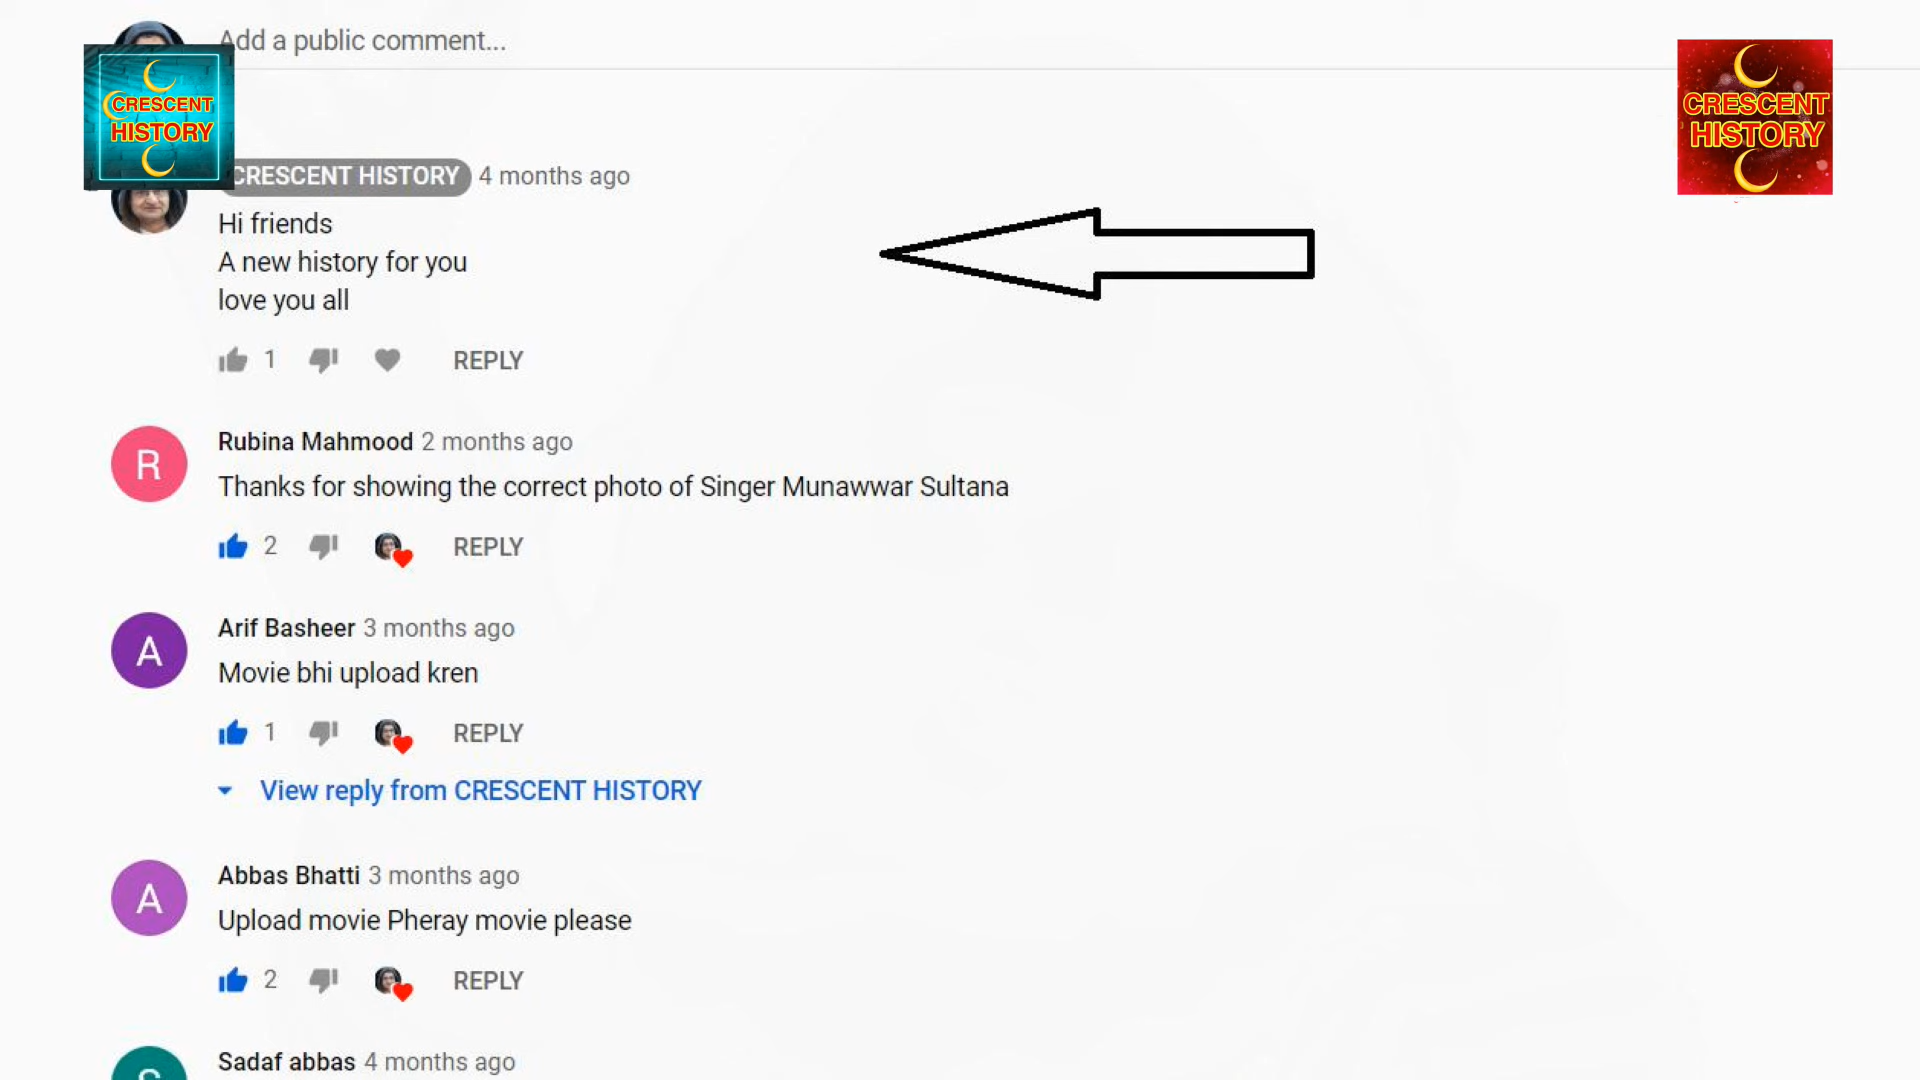 Add a public comment...
CRESCENT
HISTORY
CRESCENT
HISTORY
CRESCENT HISTORY 4 months ago
Hi friends
A new history for you
love you all
1 REPLY
R
Rubina Mahmood 2 months ago
Thanks for showing the correct photo of Singer Munawwar Sultana
2 REPLY
A
Arif Basheer 3 months ago
Movie bhi upload kren
1 REPLY
View reply from CRESCENT HISTORY
A
Abbas Bhatti 3 months ago
Upload movie Pheray movie please
2 REPLY
S
Sadaf abbas 4 months ago